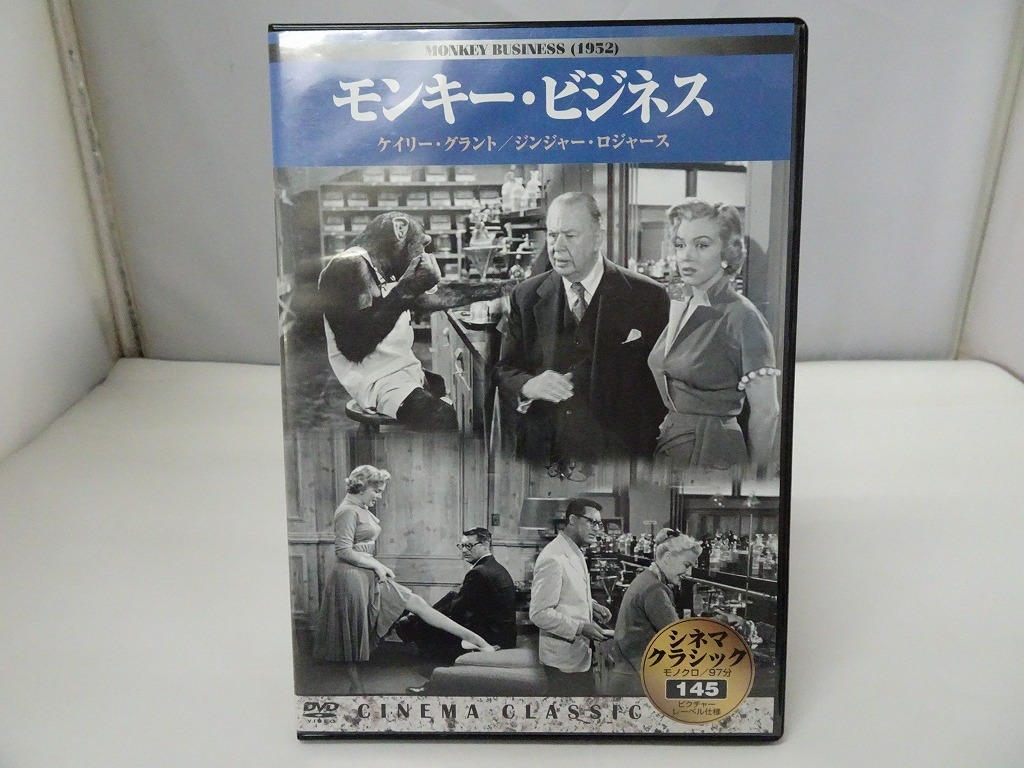 MONKEY BUSINESS (1952)
モンキー・ビジネス
ケイリー・グラント／ジンジャー・ロジャース
シネマ
クラシック
モノクロ／97分
145
ピクチャー
レーベル仕様
DVD
VIDEO
CINEMA CLASSIC